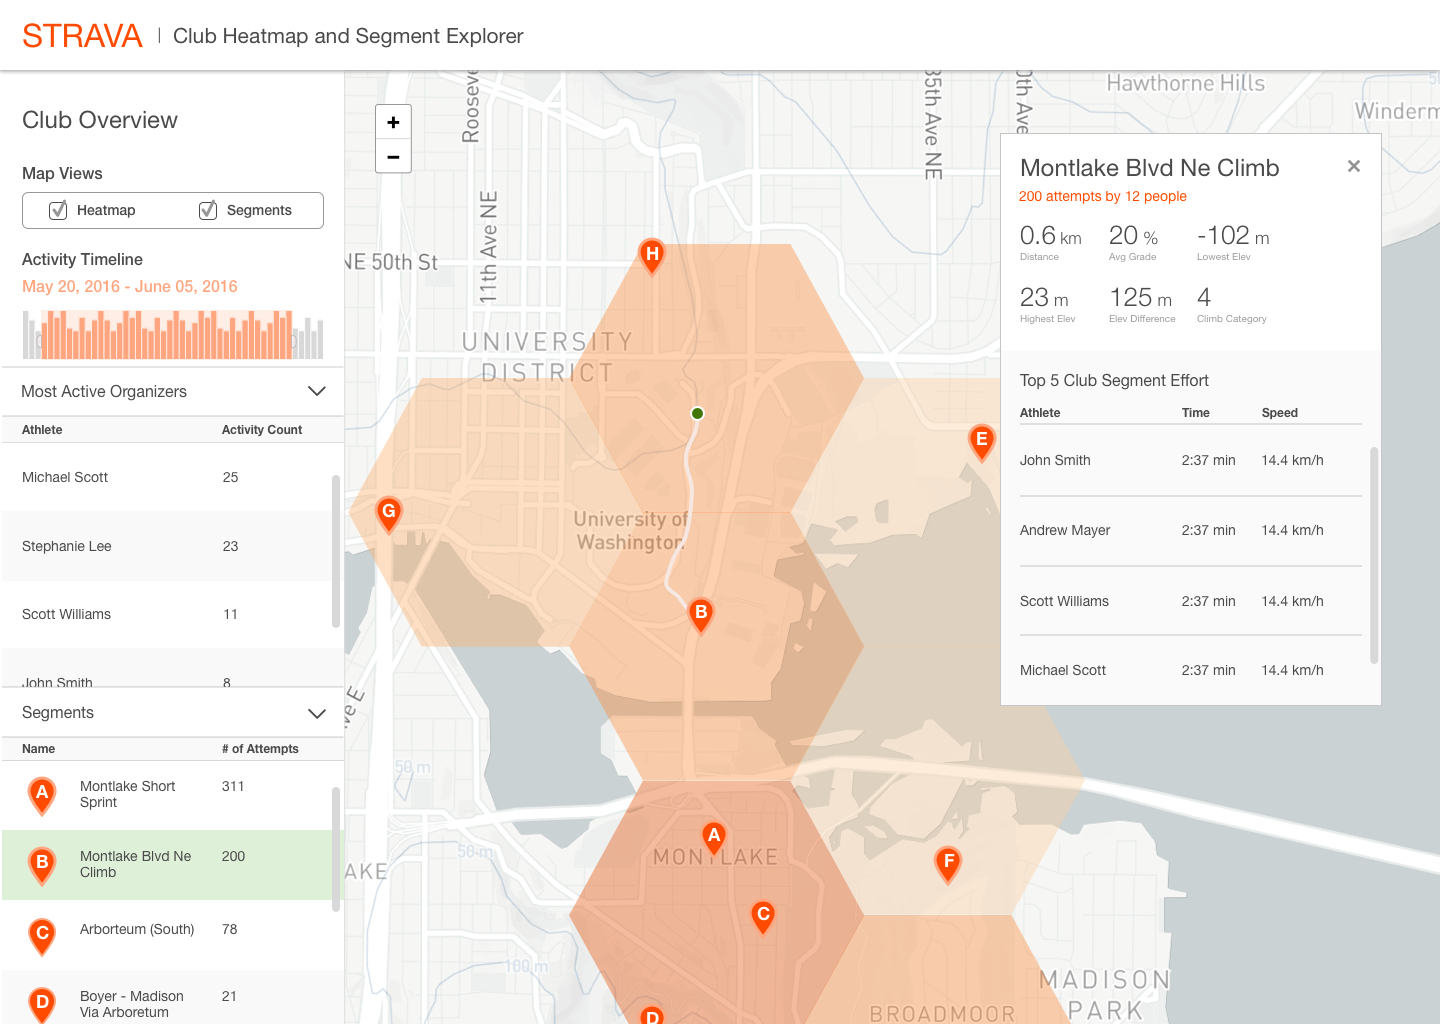 STRAVA | Club Heatmap and Segment Explorer
Club Overview
Map Views
Heatmap Segments
Activity Timeline
May 20, 2016 - June 05, 2016
Most Active Organizers
Athlete Activity Count
Michael Scott 25
Stephanie Lee 23
Scott Williams 11
John Smith 8
Segments
Name # of Attempts
A Montlake Short 311
Sprint
B Montlake Blvd Ne 200
Climb
C Arborteum (South) 78
D Boyer - Madison 21
Via Arboretum
+
−
Rooseve
11th Ave NE
35th Ave NE
0th Ave
Hawthorne Hills
Winderm
NE 50th St
H
UNIVERSITY
DISTRICT
E
G
University of
Washington
B
ve E
50 m
A
MONTLAKE
50 m
AKE
F
C
100 m
MADISON
PARK
BROADMOOR
D
Montlake Blvd Ne Climb ×
200 attempts by 12 people
0.6 km 20 % -102 m
Distance Avg Grade Lowest Elev
23 m 125 m 4
Highest Elev Elev Difference Climb Category
Top 5 Club Segment Effort
Athlete Time Speed
John Smith 2:37 min 14.4 km/h
Andrew Mayer 2:37 min 14.4 km/h
Scott Williams 2:37 min 14.4 km/h
Michael Scott 2:37 min 14.4 km/h